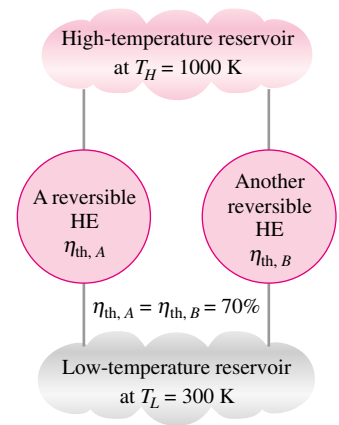 High-temperature reservoir
at T_H = 1000 K
A reversible
HE
η_th, A
Another
reversible
HE
η_th, B
η_th, A = η_th, B = 70%
Low-temperature reservoir
at T_L = 300 K